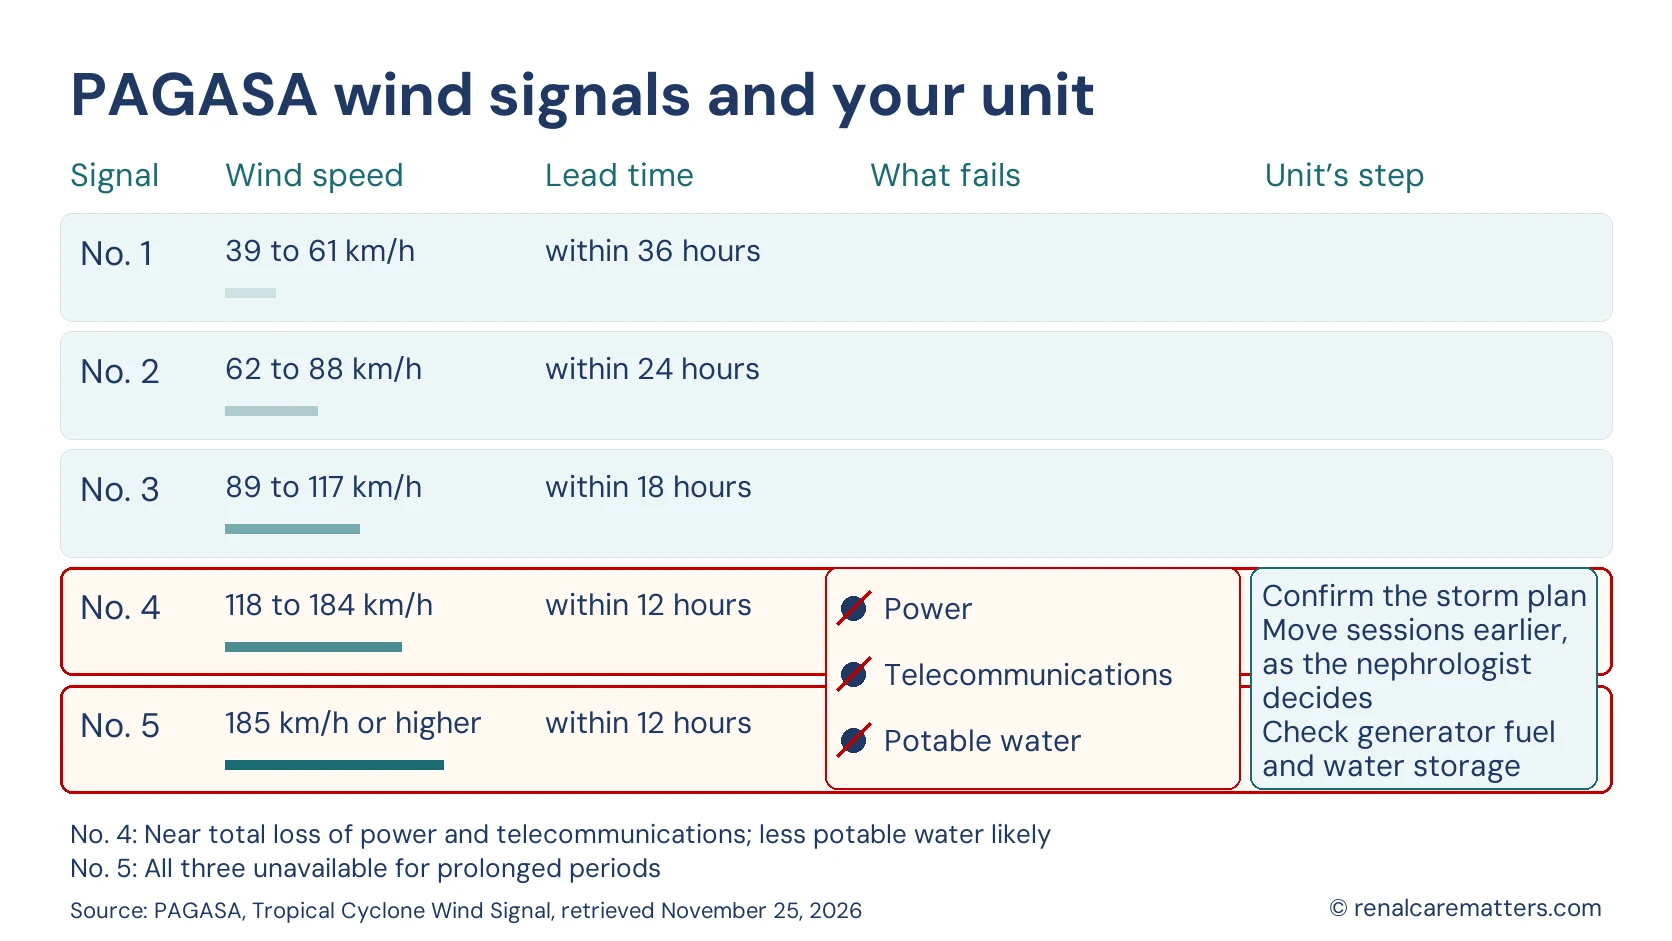 PAGASA wind signals and your unit
Signal Wind speed Lead time What fails Unit’s step
No. 1 39 to 61 km/h within 36 hours
No. 2 62 to 88 km/h within 24 hours
No. 3 89 to 117 km/h within 18 hours
No. 4 118 to 184 km/h within 12 hours
No. 5 185 km/h or higher within 12 hours
Power
Telecommunications
Potable water
Confirm the storm plan
Move sessions earlier,
as the nephrologist
decides
Check generator fuel
and water storage
No. 4: Near total loss of power and telecommunications; less potable water likely
No. 5: All three unavailable for prolonged periods
Source: PAGASA, Tropical Cyclone Wind Signal, retrieved November 25, 2026
© renalcarematters.com